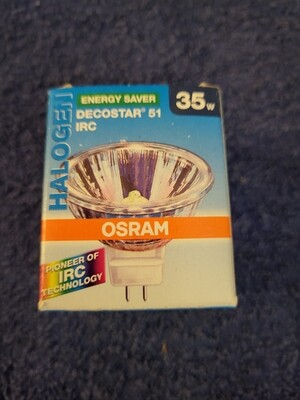 HALOGEN
ENERGY SAVER
DECOSTAR® 51
IRC
35W
OSRAM
PIONEER OF
IRC
TECHNOLOGY